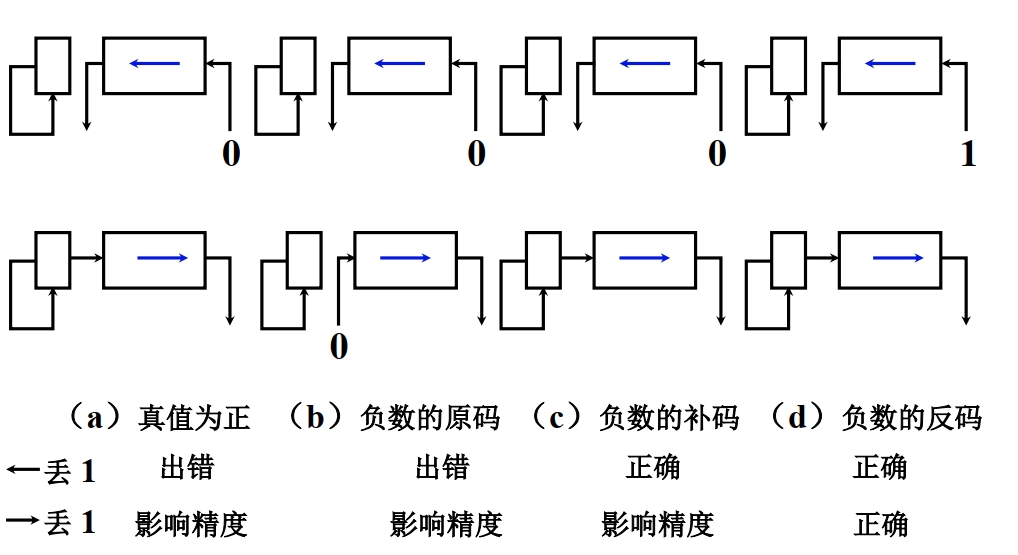 0 0 0 1
0
（a）真值为正 （b）负数的原码 （c）负数的补码 （d）负数的反码
←丢 1 出错 出错 正确 正确
→丢 1 影响精度 影响精度 影响精度 正确